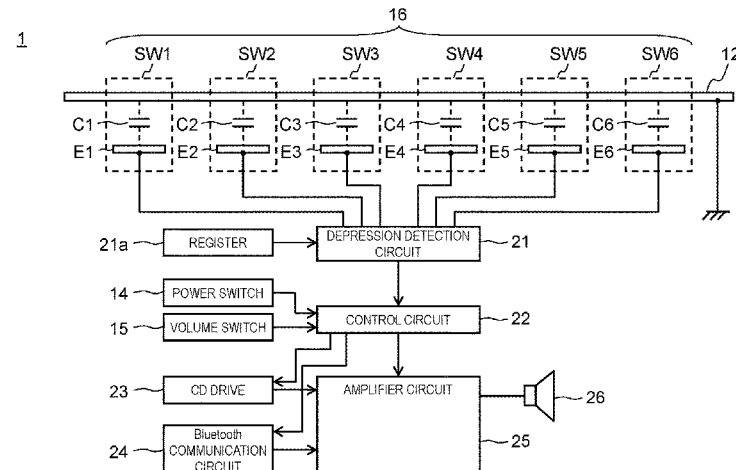 16
1
SW1 SW2 SW3 SW4 SW5 SW6 12
C1 C2 C3 C4 C5 C6
E1 E2 E3 E4 E5 E6
21a REGISTER DEPRESSION DETECTION 21
CIRCUIT
14 POWER SWITCH
15 VOLUME SWITCH CONTROL CIRCUIT 22
23 CD DRIVE AMPLIFIER CIRCUIT 26
24 Bluetooth 25
COMMUNICATION
CIRCUIT